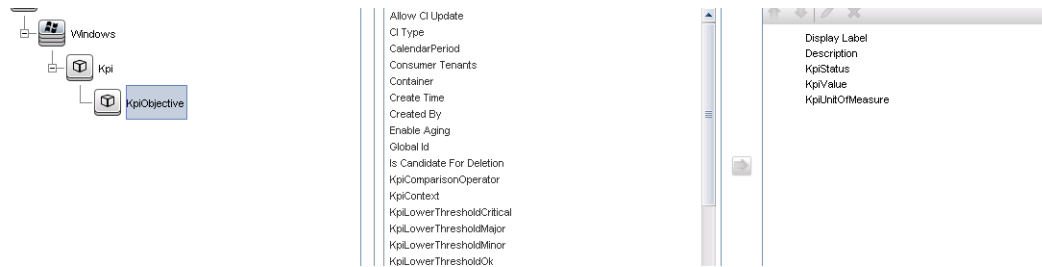 Windows
Kpi
KpiObjective
Allow CI Update
CI Type
CalendarPeriod
Consumer Tenants
Container
Create Time
Created By
Enable Aging
Global Id
Is Candidate For Deletion
KpiComparisonOperator
KpiContext
KpiLowerThresholdCritical
KpiLowerThresholdMajor
KpiLowerThresholdMinor
KpiLowerThresholdOk
Display Label
Description
KpiStatus
KpiValue
KpiUnitOfMeasure